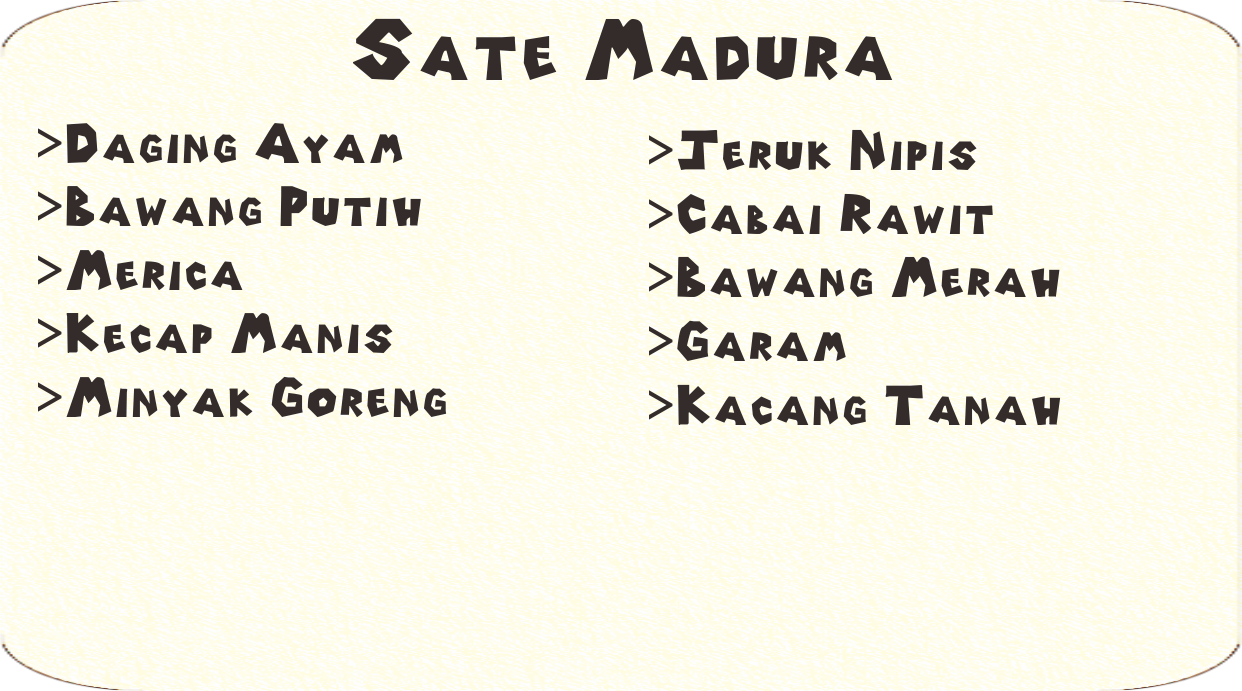 Sate Madura
>Daging Ayam
>Bawang Putih
>Merica
>Kecap Manis
>Minyak Goreng
>Jeruk Nipis
>Cabai Rawit
>Bawang Merah
>Garam
>Kacang Tanah